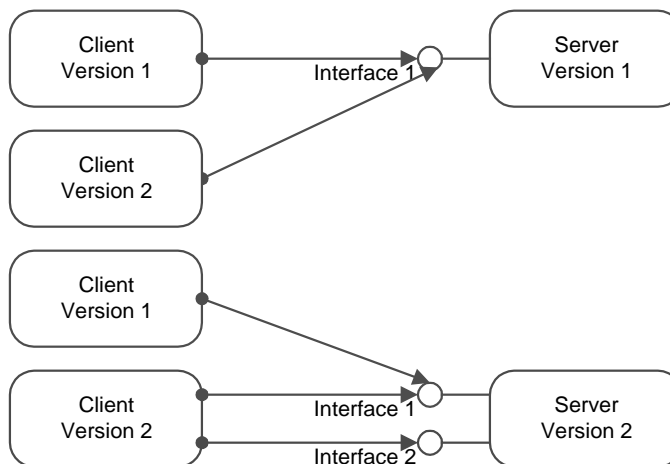 Client
Version 1
Interface 1
Server
Version 1
Client
Version 2
Client
Version 1
Client
Version 2
Interface 1
Interface 2
Server
Version 2